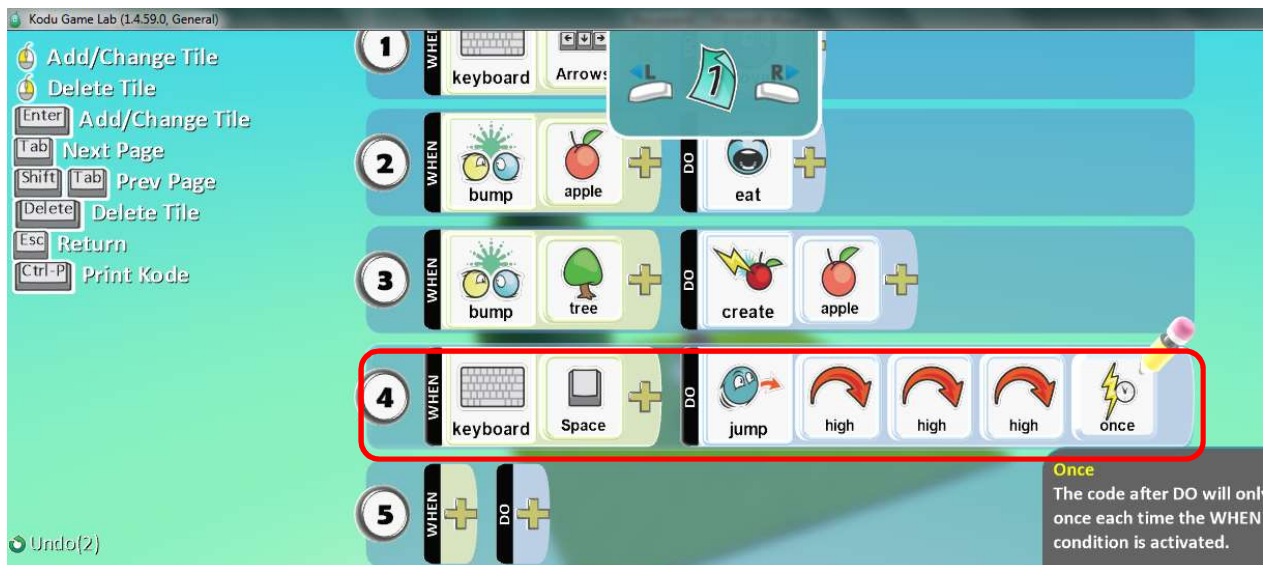 Kodu Game Lab (1.4.59.0, General)
Add/Change Tile
Delete Tile
Enter Add/Change Tile
Tab Next Page
Shift Tab Prev Page
Delete Delete Tile
Esc Return
Ctrl-P Print Kode
Undo(2)
1 WHEN keyboard Arrows
L 1 R
2 WHEN bump apple DO eat
3 WHEN bump tree DO create apple
4 WHEN keyboard Space DO jump high high high once
5 WHEN DO
Once
The code after DO will only
once each time the WHEN
condition is activated.